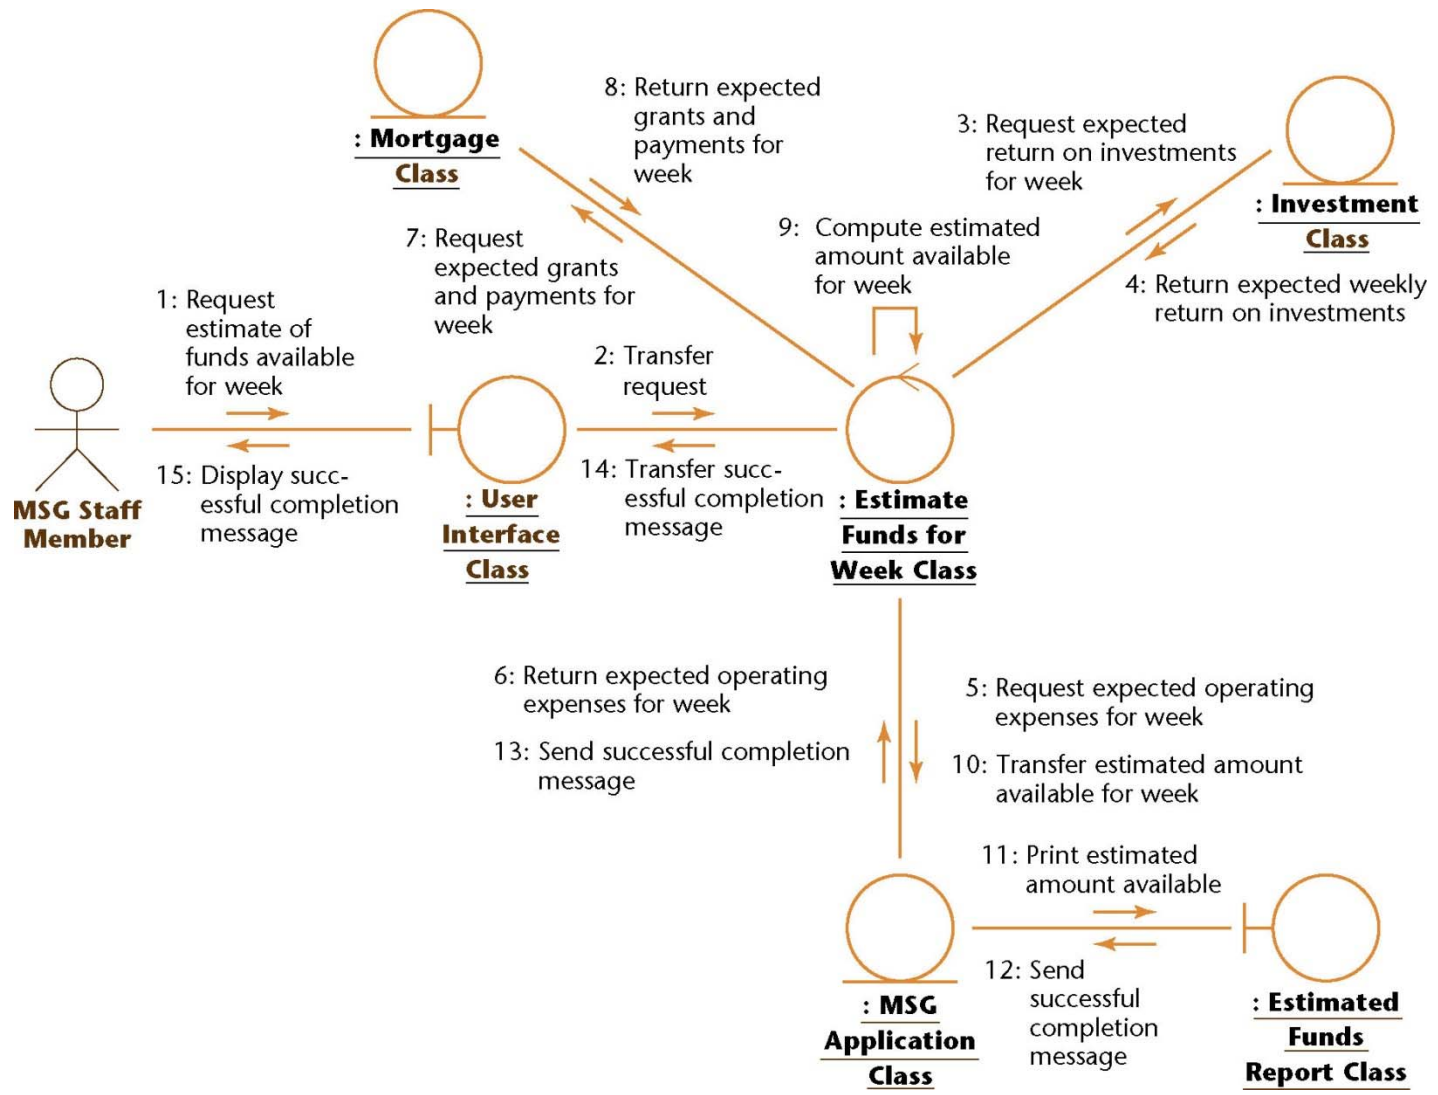 : Mortgage
Class
8: Return expected
grants and
payments for
week
3: Request expected
return on investments
for week
: Investment
Class
7: Request
expected grants
and payments for
week
9: Compute estimated
amount available
for week
4: Return expected weekly
return on investments
1: Request
estimate of
funds available
for week
2: Transfer
request
15: Display succ-
essful completion
message
14: Transfer succ-
essful completion
message
MSG Staff
Member
: User
Interface
Class
: Estimate
Funds for
Week Class
6: Return expected operating
expenses for week
5: Request expected operating
expenses for week
13: Send successful completion
message
10: Transfer estimated amount
available for week
11: Print estimated
amount available
12: Send
successful
completion
message
: MSG
Application
Class
: Estimated
Funds
Report Class